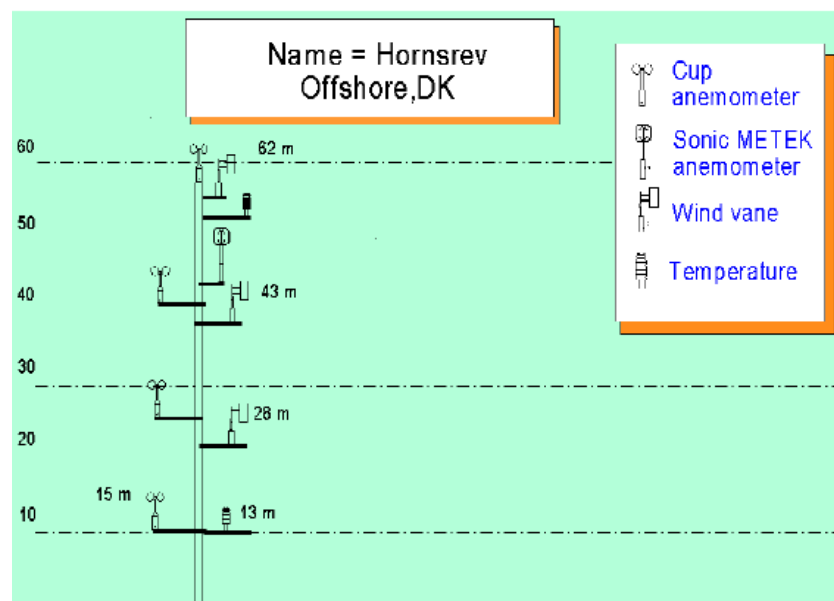 Name = Hornsrev
Offshore,DK
Cup
anemometer
Sonic METEK
anemometer
Wind vane
Temperature
60
62 m
50
40
43 m
30
28 m
20
15 m
13 m
10